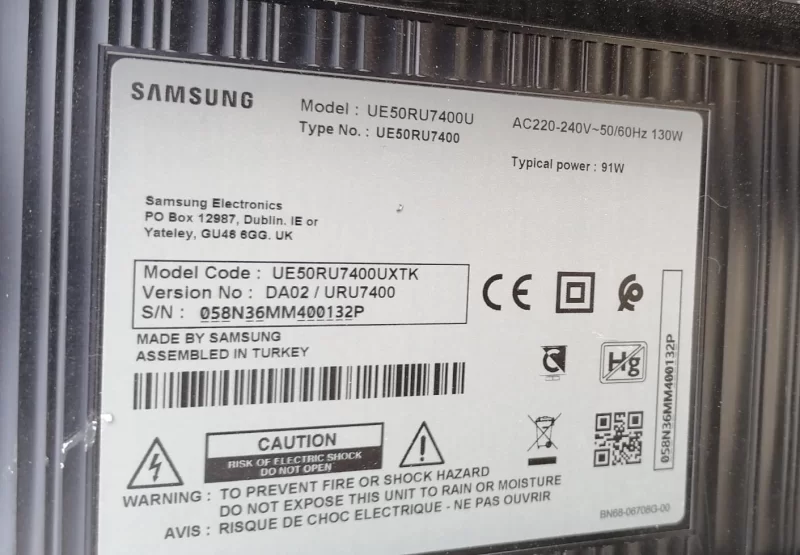 SAMSUNG
Model : UE50RU7400U
Type No. : UE50RU7400
AC220-240V~50/60Hz 130W
Typical power : 91W
Samsung Electronics
PO Box 12987, Dublin. IE or
Yateley, GU46 6GG. UK
Model Code : UE50RU7400UXTK
Version No : DA02 / URU7400
S/N : 058N36MM400132P
MADE BY SAMSUNG
ASSEMBLED IN TURKEY
CE
Hg
058N36MM400132P
CAUTION
RISK OF ELECTRIC SHOCK
DO NOT OPEN
WARNING : TO PREVENT FIRE OR SHOCK HAZARD
DO NOT EXPOSE THIS UNIT TO RAIN OR MOISTURE
AVIS : RISQUE DE CHOC ELECTRIQUE - NE PAS OUVRIR
BN68-06708G-00